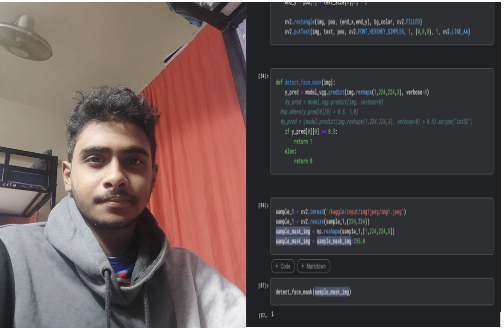 cv2.rectangle(img, pos, (end_x,end_y), bg_color, cv2.FILLED)
cv2.putText(img, text, pos, cv2.FONT_HERSHEY_SIMPLEX, 1, (0,0,0), 1, cv2.LINE_AA)
def detect_face_mask(img):
y_pred = model_vgg.predict(img.reshape(1,224,224,3), verbose=0)
#y_pred = model_vgg.predict(img, verbose=0)
#np.where(y_pred[0][0] > 0.5, 1,0)
#y_pred = (model.predict(img.reshape(1,224,224,3), verbose=0) > 0.5).astype("int32")
if y_pred[0][0] >= 0.5:
return 1
else:
return 0
sample_1 = cv2.imread('/kaggle/input/img1jpeg/img1.jpeg')
sample_1 = cv2.resize(sample_1,(224,224))
sample_mask_img = np.reshape(sample_1,[1,224,224,3])
sample_mask_img = sample_mask_img/255.0
+ Code + Markdown
detect_face_mask(sample_mask_img)
1